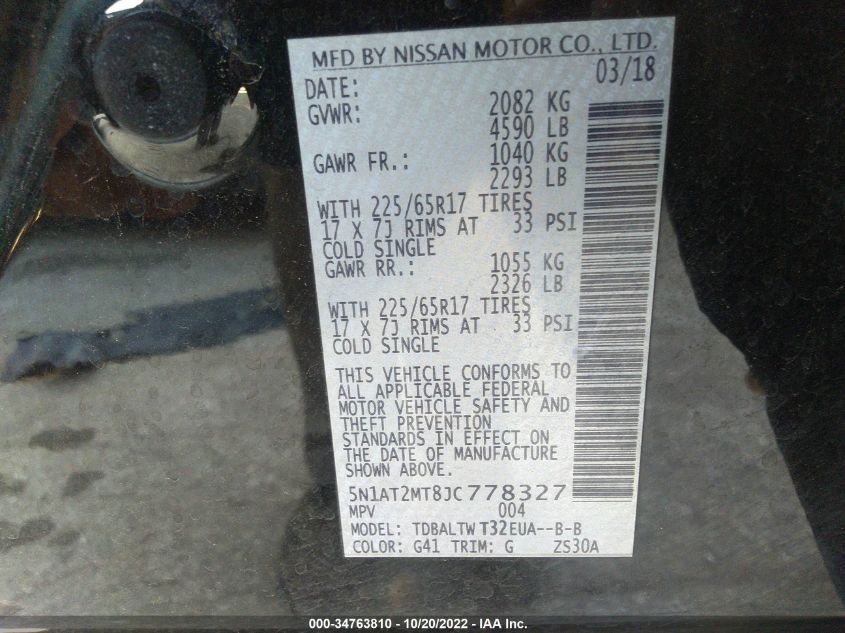 MFD BY NISSAN MOTOR CO., LTD.
DATE: 03/18
GVWR: 2082 KG
4590 LB
GAWR FR.: 1040 KG
2293 LB
WITH 225/65R17 TIRES
17 X 7J RIMS AT 33 PSI
COLD SINGLE
GAWR RR.: 1055 KG
2326 LB
WITH 225/65R17 TIRES
17 X 7J RIMS AT 33 PSI
COLD SINGLE
THIS VEHICLE CONFORMS TO
ALL APPLICABLE FEDERAL
MOTOR VEHICLE SAFETY AND
THEFT PREVENTION
STANDARDS IN EFFECT ON
THE DATE OF MANUFACTURE
SHOWN ABOVE.
5N1AT2MT8JC778327
MPV 004
MODEL: TDBALTWT32EUA--B-B
COLOR: G41 TRIM: G ZS30A
000-34763810 - 10/20/2022 - IAA Inc.